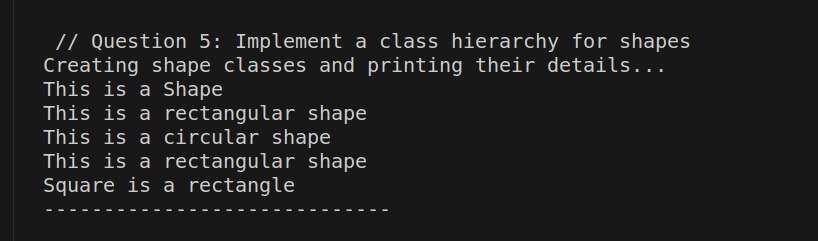 // Question 5: Implement a class hierarchy for shapes
Creating shape classes and printing their details...
This is a Shape
This is a rectangular shape
This is a circular shape
This is a rectangular shape
Square is a rectangle
-----------------------------